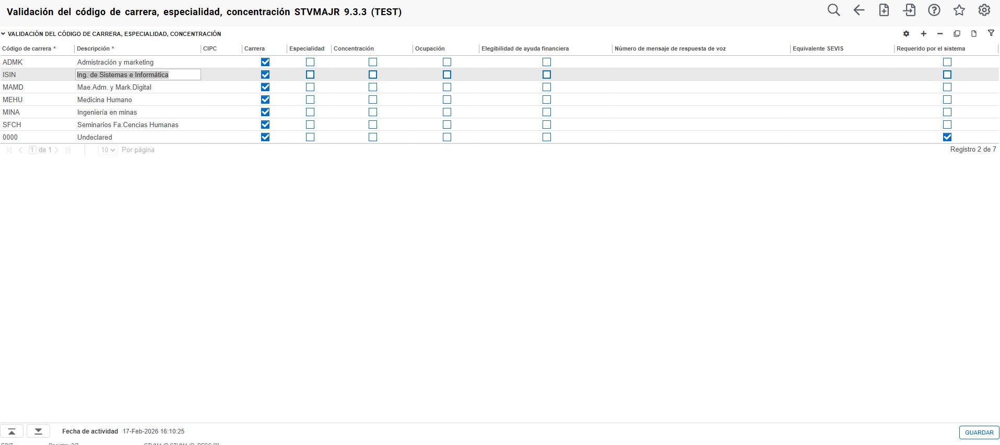 Validación del código de carrera, especialidad, concentración STVMAJR 9.3.3 (TEST)
VALIDACIÓN DEL CÓDIGO DE CARRERA, ESPECIALIDAD, CONCENTRACIÓN
Código de carrera * Descripción * CIPC Carrera Especialidad Concentración Ocupación Elegibilidad de ayuda financiera Número de mensaje de respuesta de voz Equivalente SEVIS Requerido por el sistema
ADMK Admistración y marketing
ISIN Ing. de Sistemas e Informática
MAMD Mae.Adm. y Mark.Digital
MEHU Medicina Humano
MINA Ingeniería en minas
SFCH Seminarios Fa.Cencias Humanas
0000 Undeclared
1 de 1 10 Por página Registro 2 de 7
Fecha de actividad 17-Feb-2026 16:10:25 GUARDAR